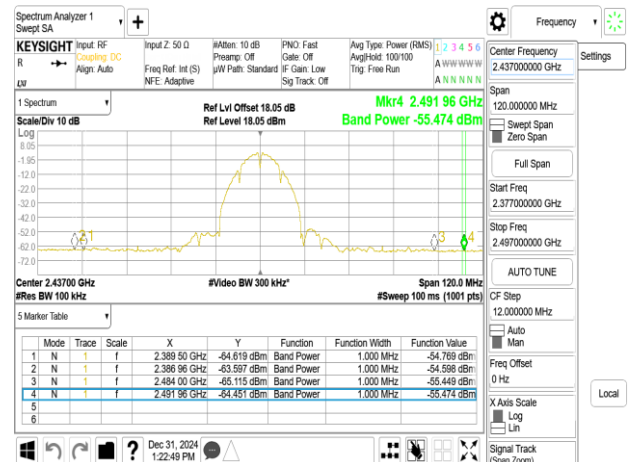 Spectrum Analyzer 1
Swept SA
Frequency
KEYSIGHT
R
Input: RF
Coupling: DC
Align: Auto
Input Z: 50 Ω
Freq Ref: Int (S)
NFE: Adaptive
#Atten: 10 dB
Preamp: Off
µW Path: Standard
PNO: Fast
Gate: Off
IF Gain: Low
Sig Track: Off
Avg Type: Power (RMS)
Avg|Hold: 100/100
Trig: Free Run
1 2 3 4 5 6
A W W W W W
A N N N N N
1 Spectrum
Scale/Div 10 dB
Ref Lvl Offset 18.05 dB
Ref Level 18.05 dBm
Mkr4 2.491 96 GHz
Band Power -55.474 dBm
Log
8.05
-1.95
-12.0
-22.0
-32.0
-42.0
-52.0
-62.0
-72.0
2 1
3
4
Center 2.43700 GHz
#Res BW 100 kHz
#Video BW 300 kHz*
Span 120.0 MHz
#Sweep 100 ms (1001 pts)
5 Marker Table
Mode Trace Scale X Y Function Function Width Function Value
1 N 1 f 2.389 50 GHz -64.619 dBm Band Power 1.000 MHz -54.769 dBm
2 N 1 f 2.386 96 GHz -63.597 dBm Band Power 1.000 MHz -54.598 dBm
3 N 1 f 2.484 00 GHz -65.115 dBm Band Power 1.000 MHz -55.449 dBm
4 N 1 f 2.491 96 GHz -64.451 dBm Band Power 1.000 MHz -55.474 dBm
5
6
?
Dec 31, 2024
1:22:49 PM
Center Frequency
2.437000000 GHz
Settings
Span
120.000000 MHz
Swept Span
Zero Span
Full Span
Start Freq
2.377000000 GHz
Stop Freq
2.497000000 GHz
AUTO TUNE
CF Step
12.000000 MHz
Auto
Man
Freq Offset
0 Hz
Local
X Axis Scale
Log
Lin
Signal Track
(Span Zoom)